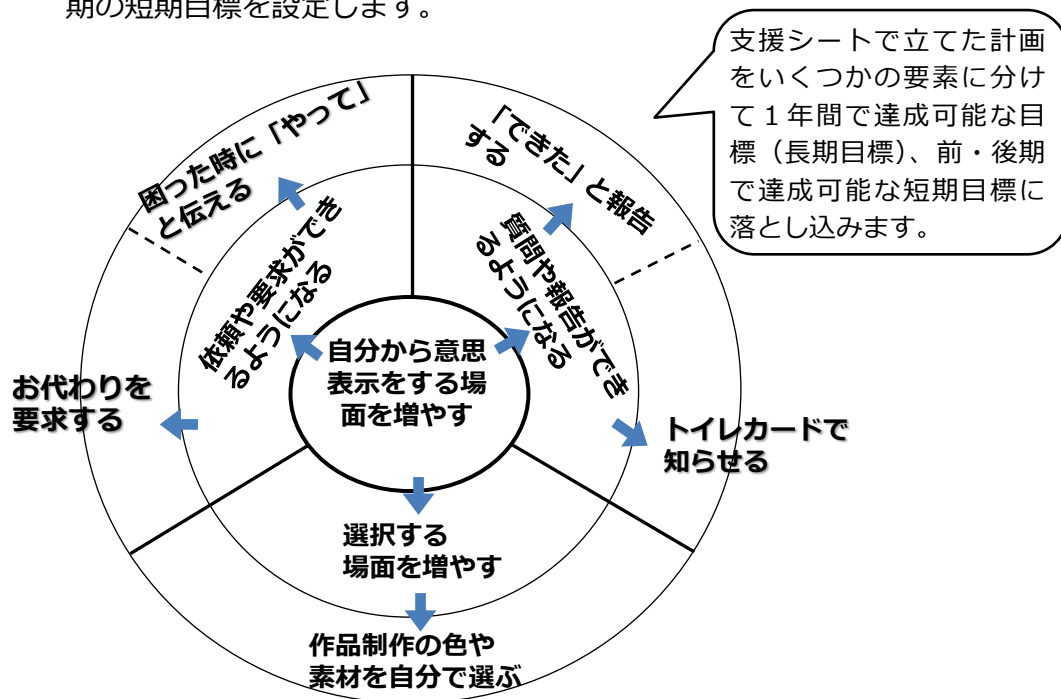 期の短期目標を設定します。
支援シートで立てた計画
をいくつかの要素に分け
て１年間で達成可能な目
標（長期目標）、前・後期
で達成可能な短期目標に
落とし込みます。
困った時に「やって」
と伝える
「できた」と報告
する
依頼や要求ができ
るようになる
質問や報告ができ
るようになる
自分から意思
表示をする場
面を増やす
お代わりを
要求する
トイレカードで
知らせる
選択する
場面を増やす
作品制作の色や
素材を自分で選ぶ